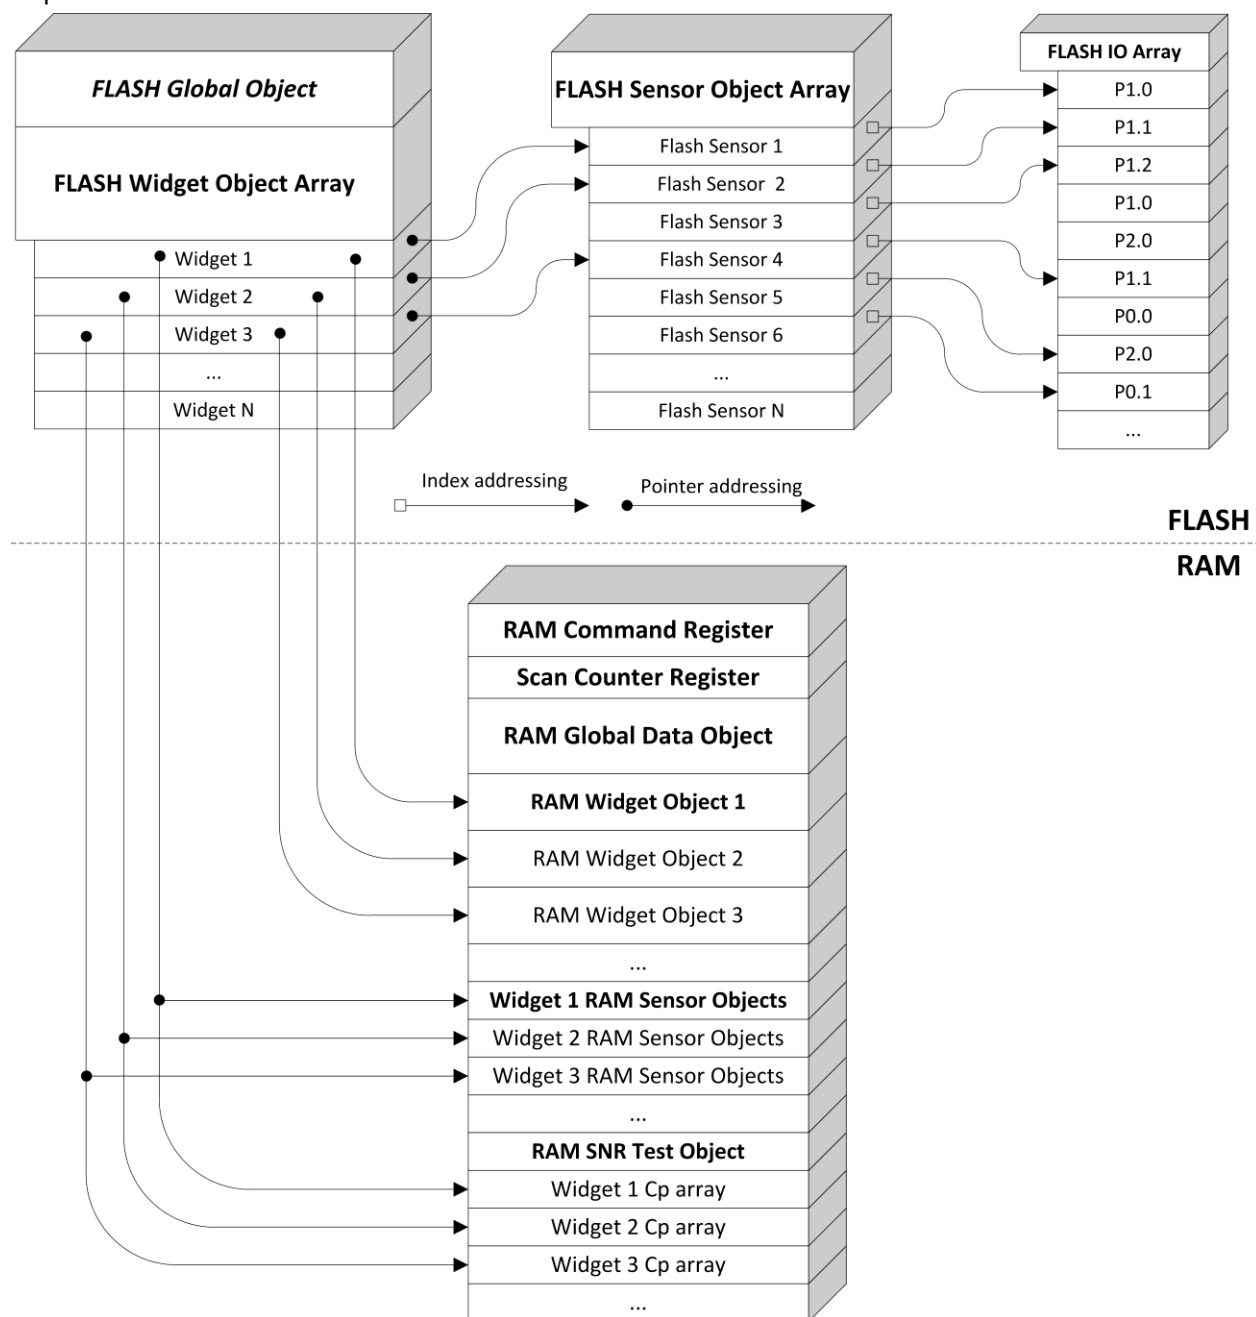 FLASH Global Object
FLASH Widget Object Array
Widget 1
Widget 2
Widget 3
...
Widget N
FLASH Sensor Object Array
Flash Sensor 1
Flash Sensor 2
Flash Sensor 3
Flash Sensor 4
Flash Sensor 5
Flash Sensor 6
...
Flash Sensor N
FLASH IO Array
P1.0
P1.1
P1.2
P1.0
P2.0
P1.1
P0.0
P2.0
P0.1
...
Index addressing
Pointer addressing
FLASH
RAM
RAM Command Register
Scan Counter Register
RAM Global Data Object
RAM Widget Object 1
RAM Widget Object 2
RAM Widget Object 3
...
Widget 1 RAM Sensor Objects
Widget 2 RAM Sensor Objects
Widget 3 RAM Sensor Objects
...
RAM SNR Test Object
Widget 1 Cp array
Widget 2 Cp array
Widget 3 Cp array
...